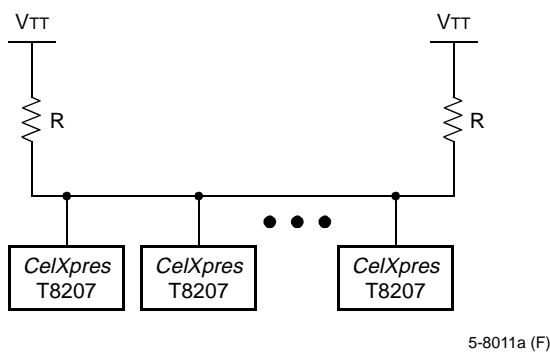 VTT
VTT
R
R
CelXpres
T8207
CelXpres
T8207
CelXpres
T8207
5-8011a (F)